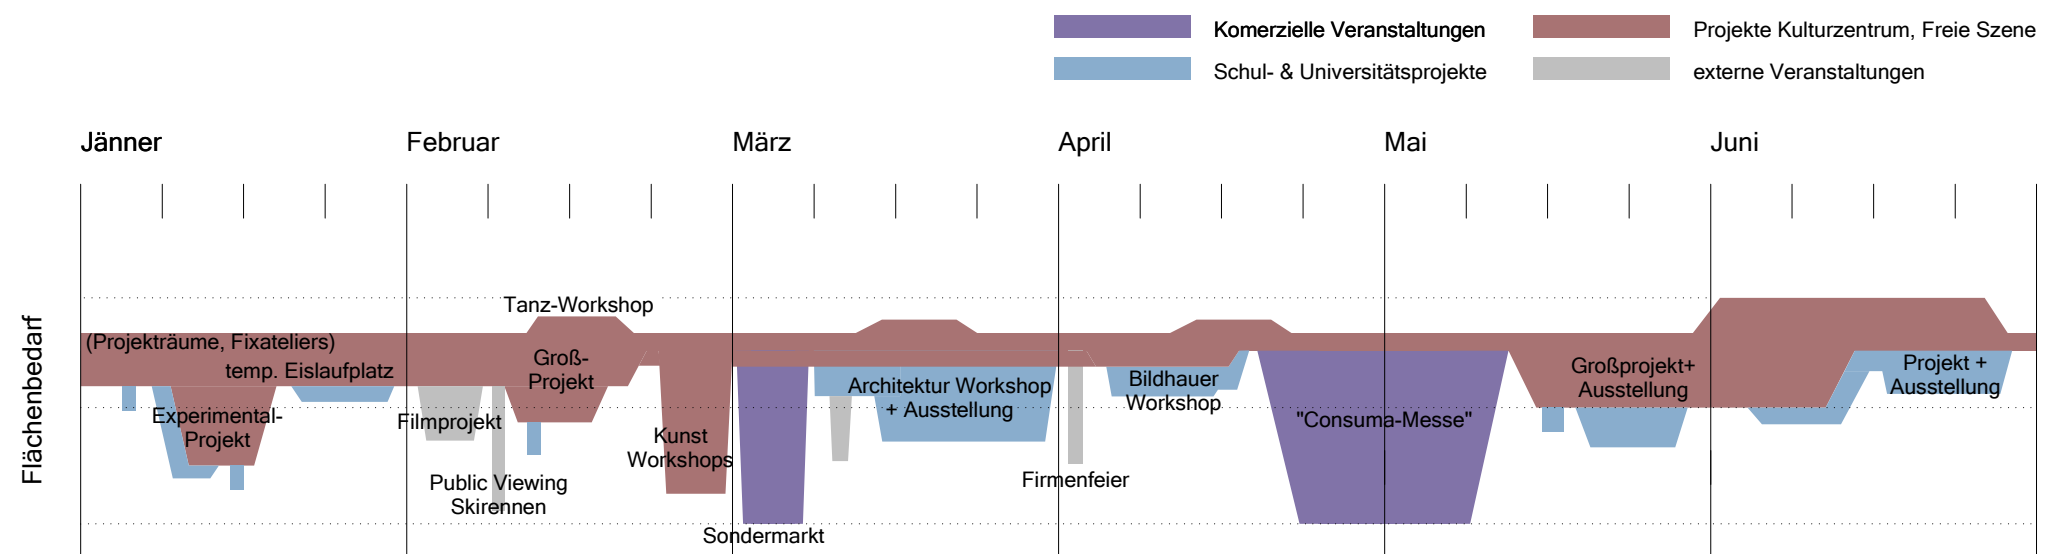 Komerzielle Veranstaltungen
Projekte Kulturzentrum, Freie Szene
Schul- & Universitätsprojekte
externe Veranstaltungen
Jänner
Februar
März
April
Mai
Juni
Flächenbedarf
Tanz-Workshop
(Projekträume, Fixateliers)
temp. Eislaufplatz
Groß-
Projekt
Experimental-
Projekt
Filmprojekt
Public Viewing
Skirennen
Kunst
Workshops
Sondermarkt
Architektur Workshop
+ Ausstellung
Firmenfeier
Bildhauer
Workshop
"Consuma-Messe"
Großprojekt+
Ausstellung
Projekt +
Ausstellung